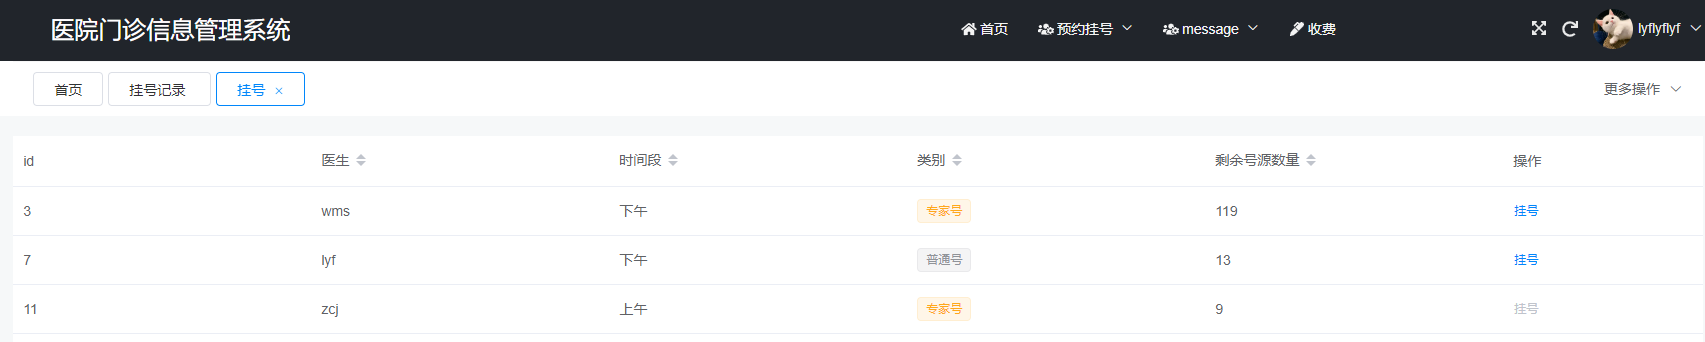 医院门诊信息管理系统 首页 预约挂号 message 收费 lyflyflyf
首页 挂号记录 挂号 × 更多操作
id 医生 时间段 类别 剩余号源数量 操作
3 wms 下午 专家号 119 挂号
7 lyf 下午 普通号 13 挂号
11 zcj 上午 专家号 9 挂号